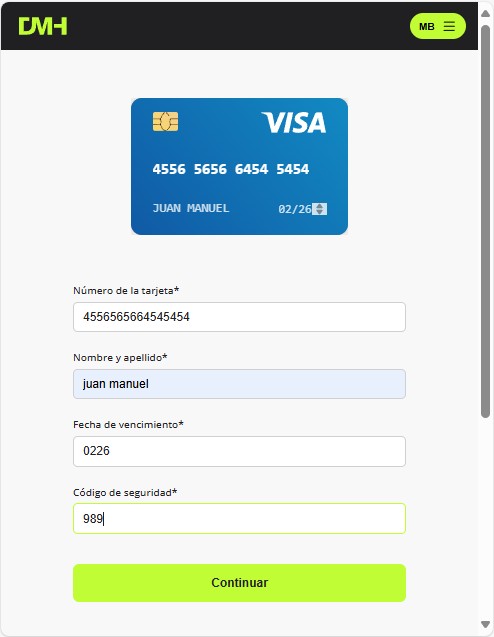 DMH
MB
VISA
4556 5656 6454 5454
JUAN MANUEL 02/26
Número de la tarjeta*
4556565664545454
Nombre y apellido*
juan manuel
Fecha de vencimiento*
0226
Código de seguridad*
989
Continuar